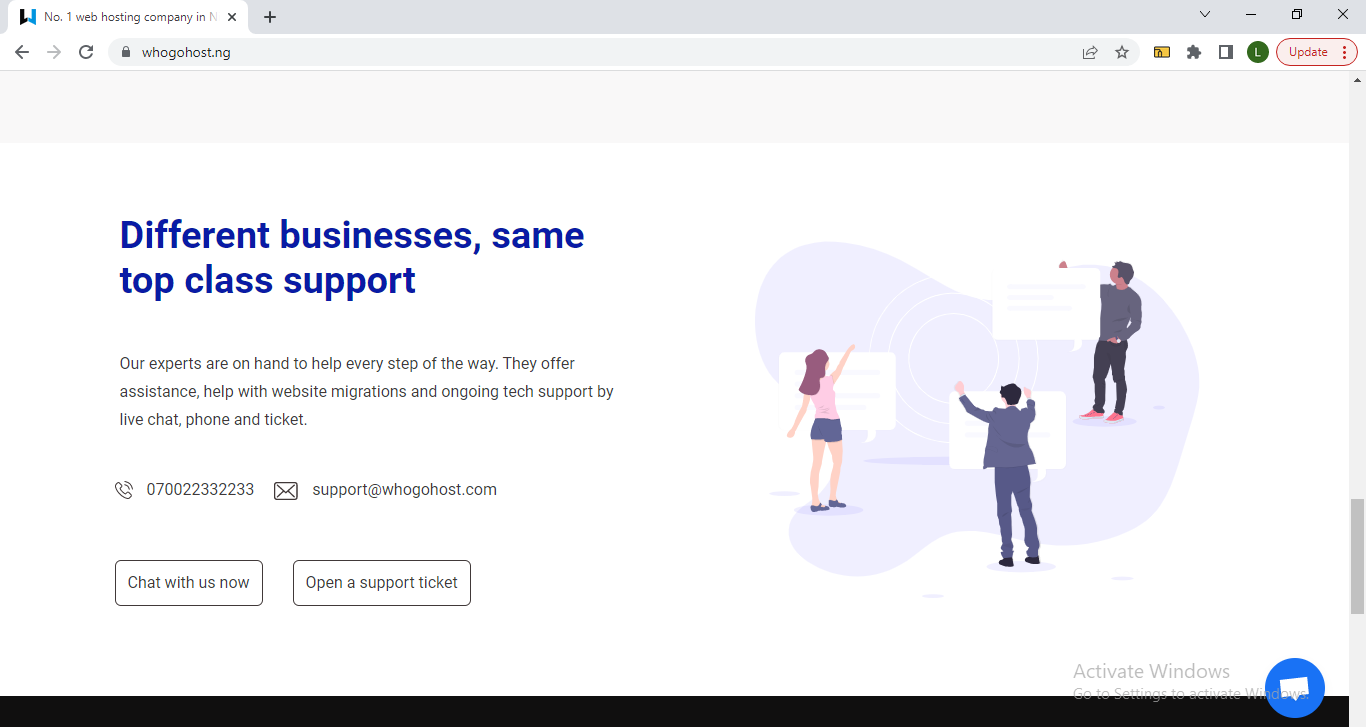 No. 1 web hosting company in N
whogohost.ng
L
Update
Different businesses, same
top class support
Our experts are on hand to help every step of the way. They offer
assistance, help with website migrations and ongoing tech support by
live chat, phone and ticket.
070022332233 support@whogohost.com
Chat with us now Open a support ticket
Activate Windows
Go to Settings to activate Windows.